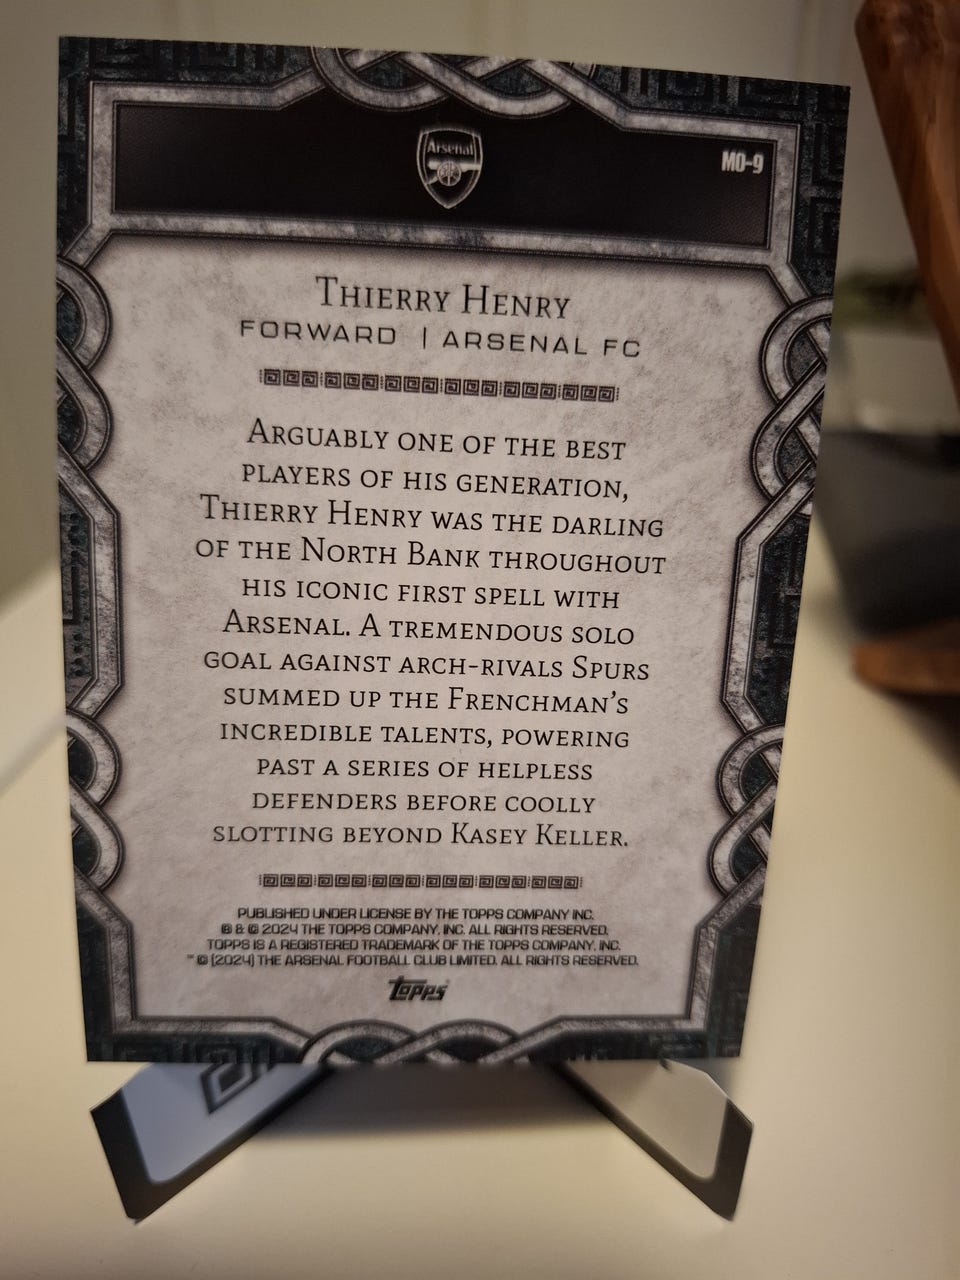 Arsenal
MO-9
THIERRY HENRY
FORWARD | ARSENAL FC
ARGUABLY ONE OF THE BEST
PLAYERS OF HIS GENERATION,
THIERRY HENRY WAS THE DARLING
OF THE NORTH BANK THROUGHOUT
HIS ICONIC FIRST SPELL WITH
ARSENAL. A TREMENDOUS SOLO
GOAL AGAINST ARCH-RIVALS SPURS
SUMMED UP THE FRENCHMAN'S
INCREDIBLE TALENTS, POWERING
PAST A SERIES OF HELPLESS
DEFENDERS BEFORE COOLLY
SLOTTING BEYOND KASEY KELLER.
PUBLISHED UNDER LICENSE BY THE TOPPS COMPANY INC.
® & © 2024 THE TOPPS COMPANY, INC. ALL RIGHTS RESERVED.
TOPPS IS A REGISTERED TRADEMARK OF THE TOPPS COMPANY, INC.
™ © (2024) THE ARSENAL FOOTBALL CLUB LIMITED. ALL RIGHTS RESERVED.
Topps